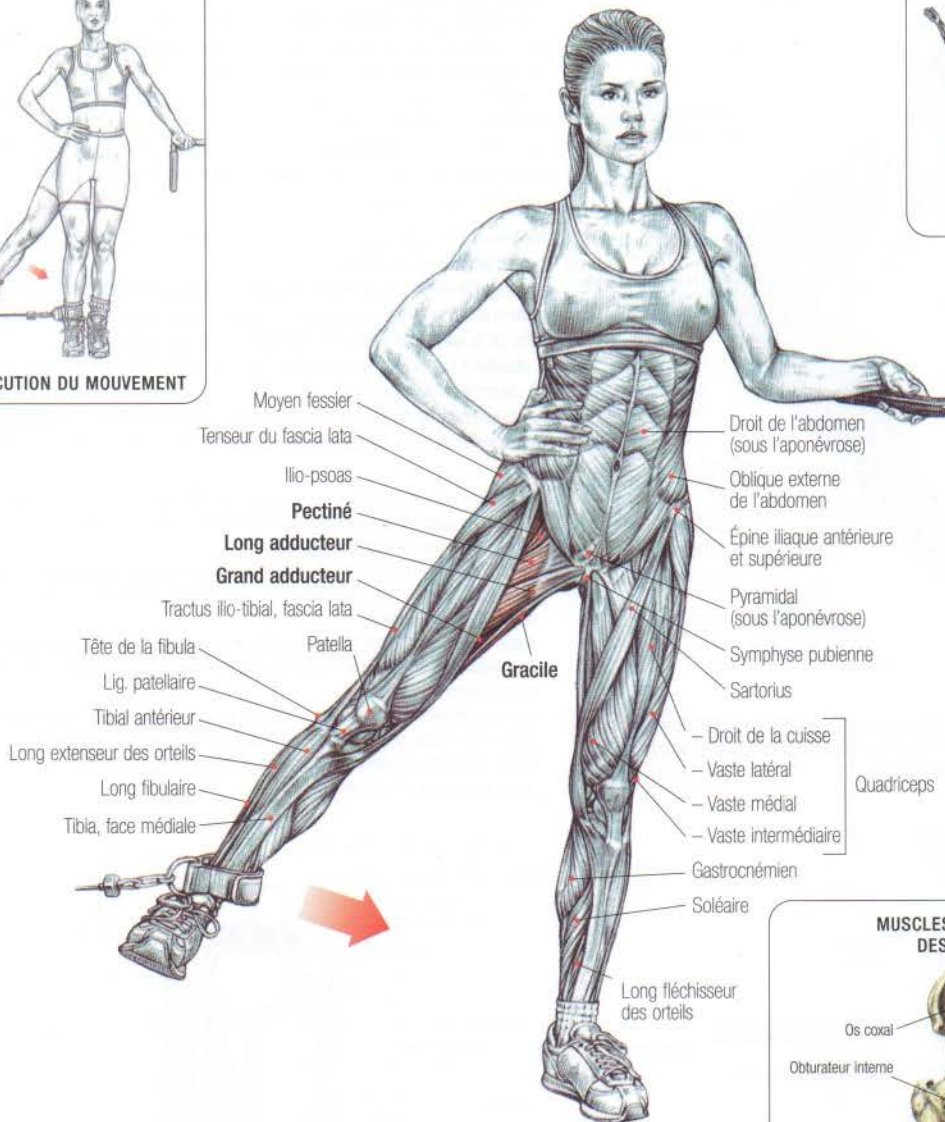 CUTION DU MOUVEMENT
Moyen fessier
Tenseur du fascia lata
Ilio-psoas
Pectiné
Long adducteur
Grand adducteur
Tractus ilio-tibial, fascia lata
Patella
Tête de la fibula
Lig. patellaire
Tibial antérieur
Long extenseur des orteils
Long fibulaire
Tibia, face médiale
Gracile
Droit de l'abdomen
(sous l'aponévrose)
Oblique externe
de l'abdomen
Épine iliaque antérieure
et supérieure
Pyramidal
(sous l'aponévrose)
Symphyse pubienne
Sartorius
– Droit de la cuisse
– Vaste latéral
– Vaste médial
– Vaste intermédiaire
Quadriceps
Gastrocnémien
Soléaire
Long fléchisseur
des orteils
MUSCLES
DES
Os coxal
Obturateur interne